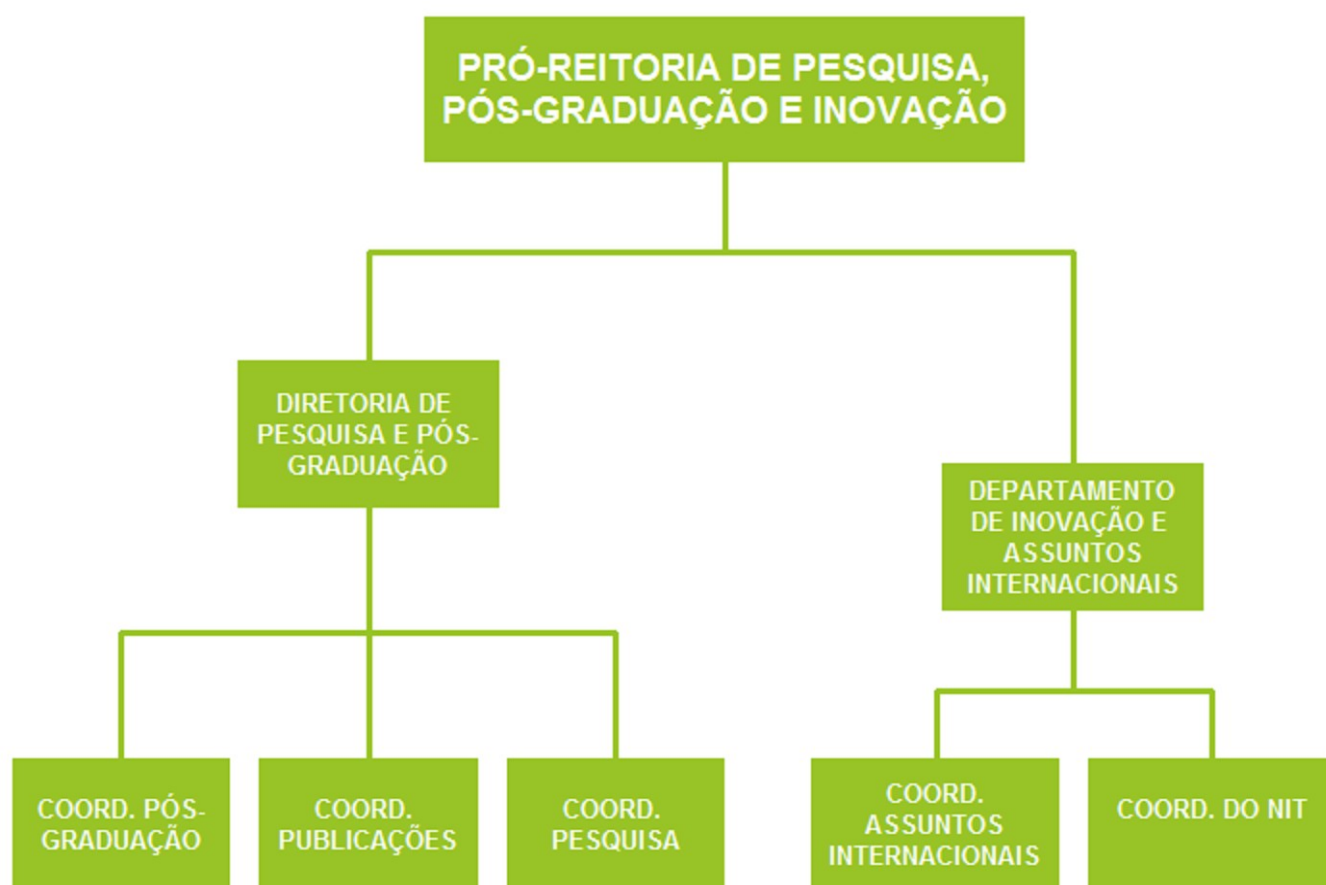 PRÓ-REITORIA DE PESQUISA,
PÓS-GRADUAÇÃO E INOVAÇÃO
DIRETORIA DE
PESQUISA E PÓS-
GRADUAÇÃO
DEPARTAMENTO
DE INOVAÇÃO E
ASSUNTOS
INTERNACIONAIS
COORD. PÓS-
GRADUAÇÃO
COORD.
PUBLICAÇÕES
COORD.
PESQUISA
COORD.
ASSUNTOS
INTERNACIONAIS
COORD. DO NIT